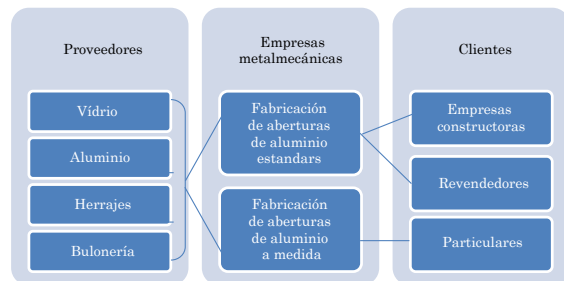 Proveedores
Vídrio
Aluminio
Herrajes
Bulonería
Empresas
metalmecánicas
Fabricación
de aberturas
de aluminio
estandars
Fabricación
de aberturas
de aluminio
a medida
Clientes
Empresas
constructoras
Revendedores
Particulares